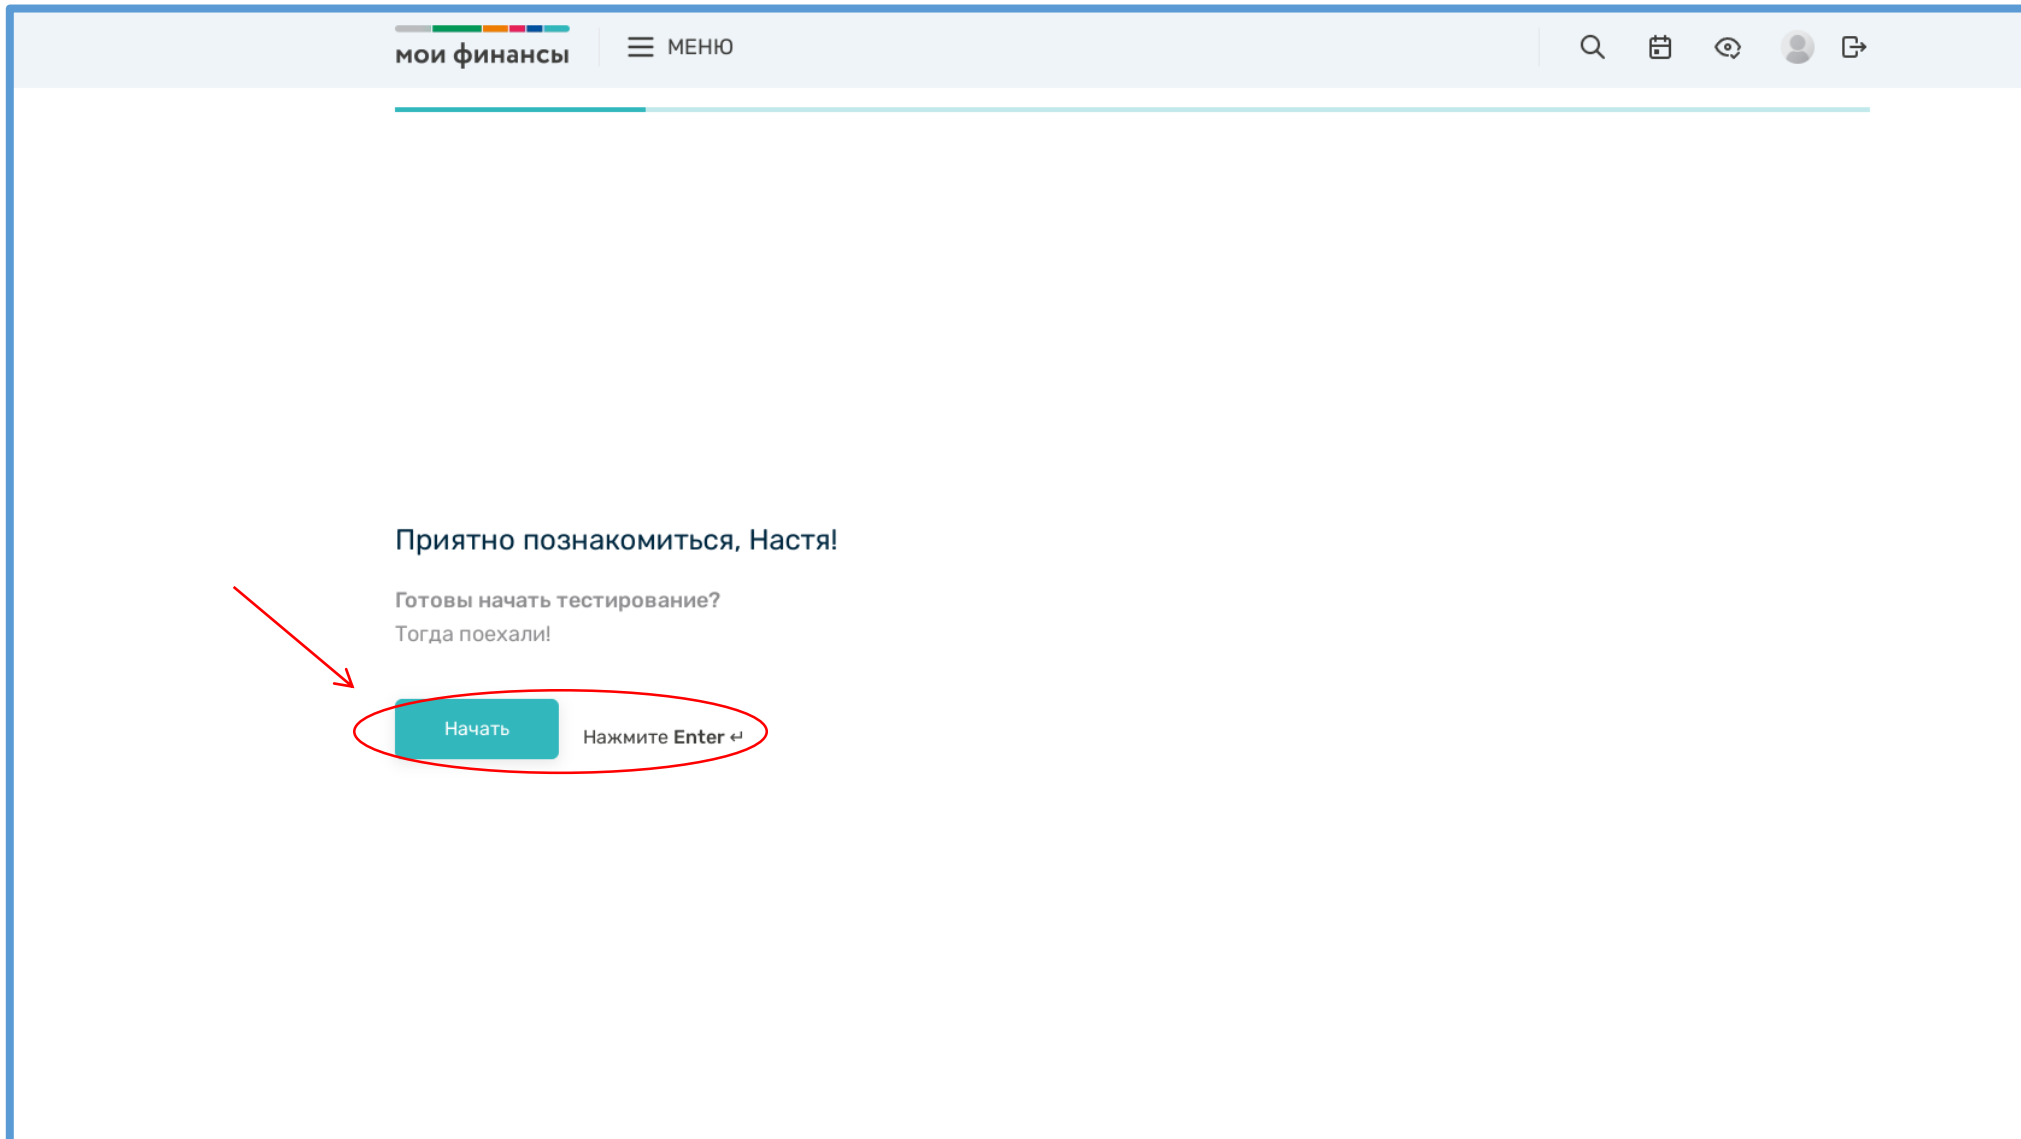 мои финансы
МЕНЮ
Приятно познакомиться, Настя!
Готовы начать тестирование?
Тогда поехали!
Начать
Нажмите Enter ↵